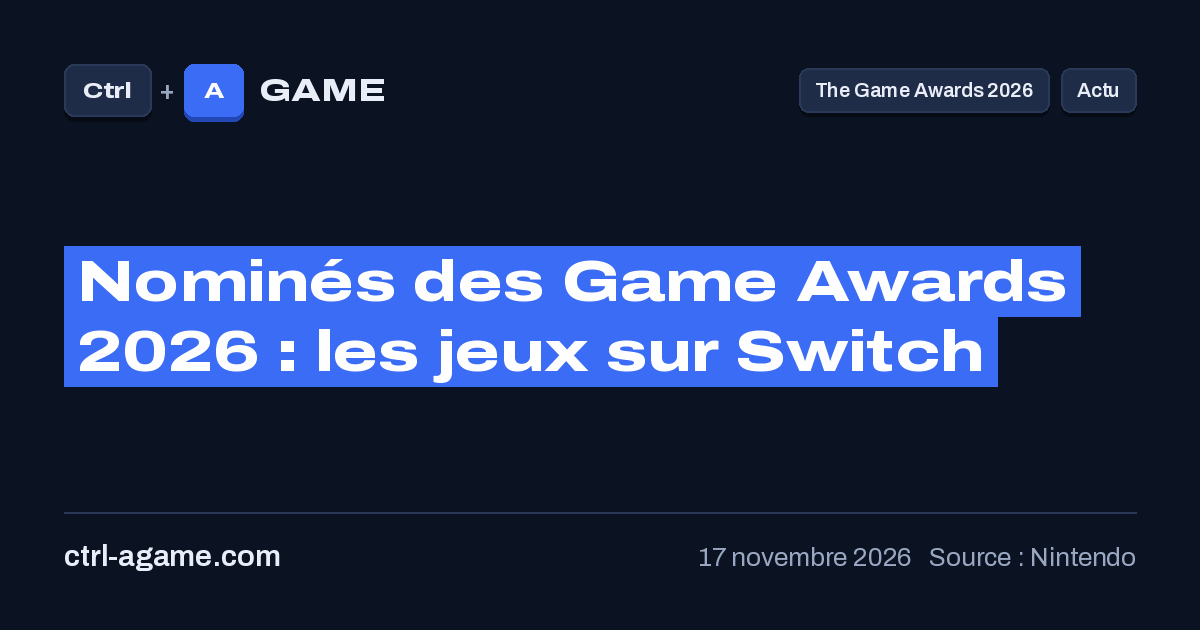 Ctrl + A GAME
The Game Awards 2026 Actu
Nominés des Game Awards
2026 : les jeux sur Switch
ctrl-agame.com
17 novembre 2026 Source : Nintendo